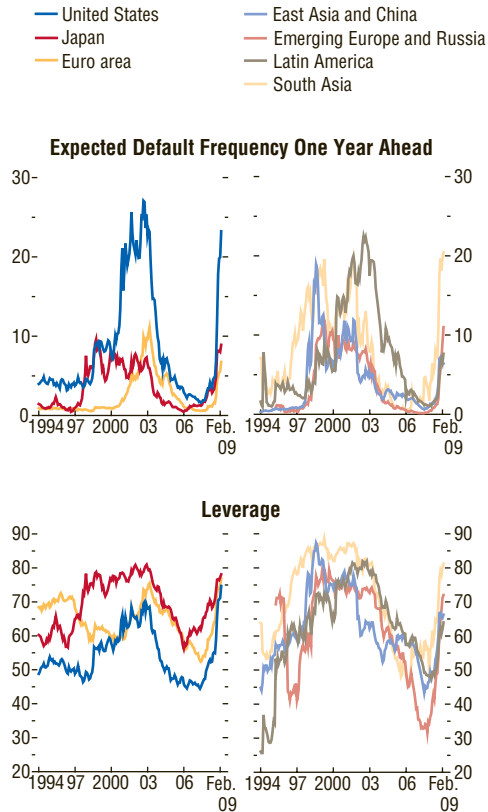 United States
Japan
Euro area
East Asia and China
Emerging Europe and Russia
Latin America
South Asia
Expected Default Frequency One Year Ahead
30
20
10
0
1994 97 2000 03 06 Feb.
09
30
20
10
0
1994 97 2000 03 06 Feb.
09
Leverage
90
80
70
60
50
40
30
20
1994 97 2000 03 06 Feb.
09
90
80
70
60
50
40
30
20
1994 97 2000 03 06 Feb.
09